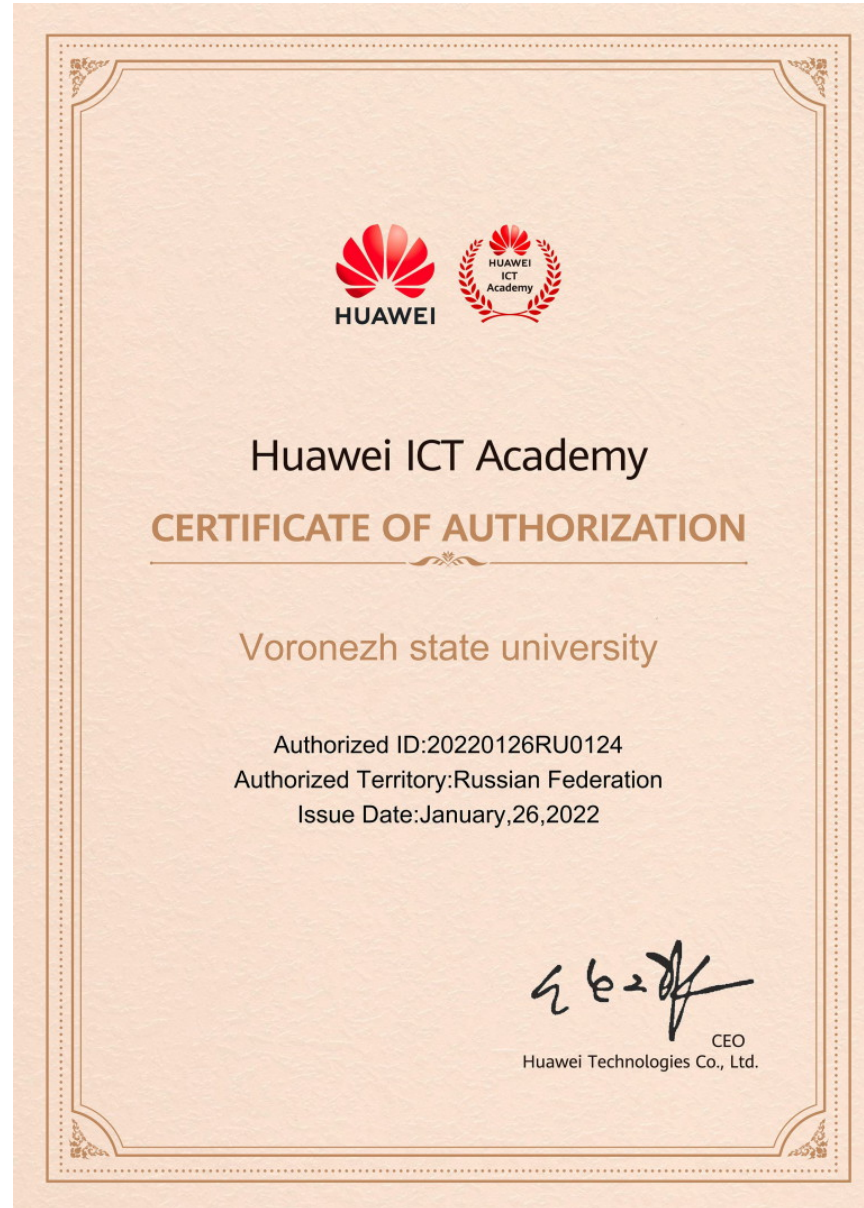 HUAWEI
HUAWEI
ICT
Academy
Huawei ICT Academy
CERTIFICATE OF AUTHORIZATION
Voronezh state university
Authorized ID:20220126RU0124
Authorized Territory:Russian Federation
Issue Date:January,26,2022
CEO
Huawei Technologies Co., Ltd.